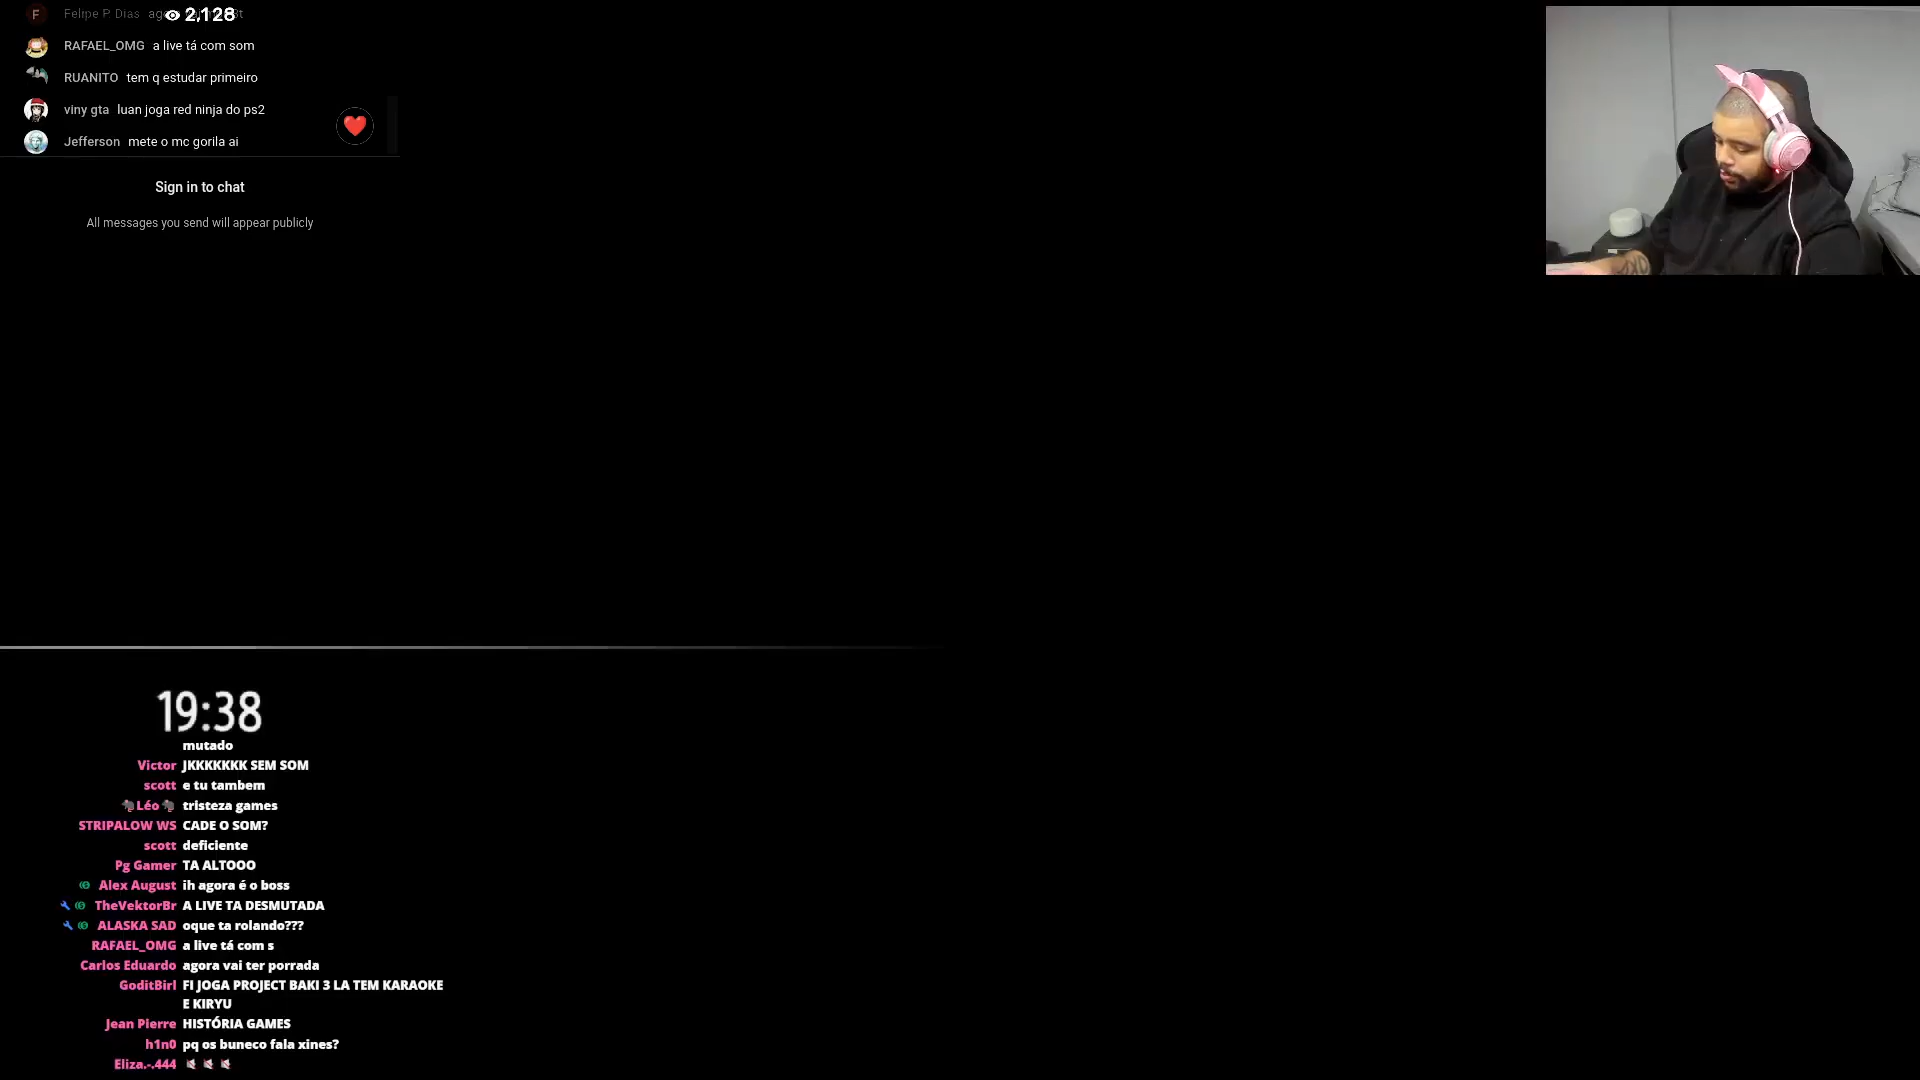 F Felipe P. Dias
2,128
RAFAEL_OMG a live tá com som
RUANITO tem q estudar primeiro
viny gta luan joga red ninja do ps2
Jefferson mete o mc gorila ai
Sign in to chat
All messages you send will appear publicly
19:38
mutado
Victor JKKKKKKK SEM SOM
scott e tu tambem
Léo tristeza games
STRIPALOW WS CADE O SOM?
scott deficiente
Pg Gamer TA ALTOOO
Alex August ih agora é o boss
TheVektorBr A LIVE TA DESMUTADA
ALASKA SAD oque ta rolando???
RAFAEL_OMG a live tá com s
Carlos Eduardo agora vai ter porrada
GoditBirl FI JOGA PROJECT BAKI 3 LA TEM KARAOKE
E KIRYU
Jean Pierre HISTÓRIA GAMES
h1n0 pq os buneco fala xines?
Eliza.-.444